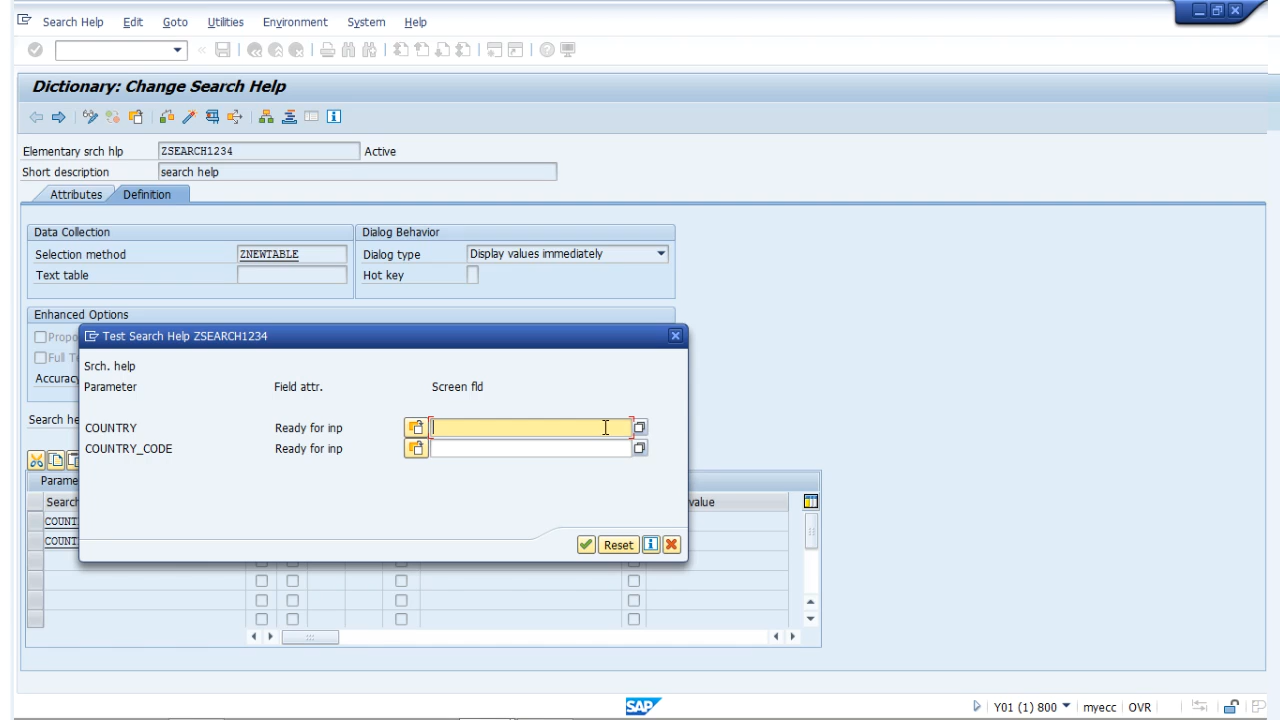 Search Help Edit Goto Utilities Environment System Help
Dictionary: Change Search Help
Elementary srch hlp ZSEARCH1234 Active
Short description search help
Attributes Definition
Data Collection Dialog Behavior
Selection method ZNEWTABLE Dialog type Display values immediately
Text table Hot key
Enhanced Options
Propo
Full Te
Accuracy
Test Search Help ZSEARCH1234
Srch. help
Parameter Field attr. Screen fld
COUNTRY Ready for inp
COUNTRY_CODE Ready for inp
Search he
Parame
Search value
COUNT
COUNT
Reset
SAP Y01 (1) 800 myecc OVR